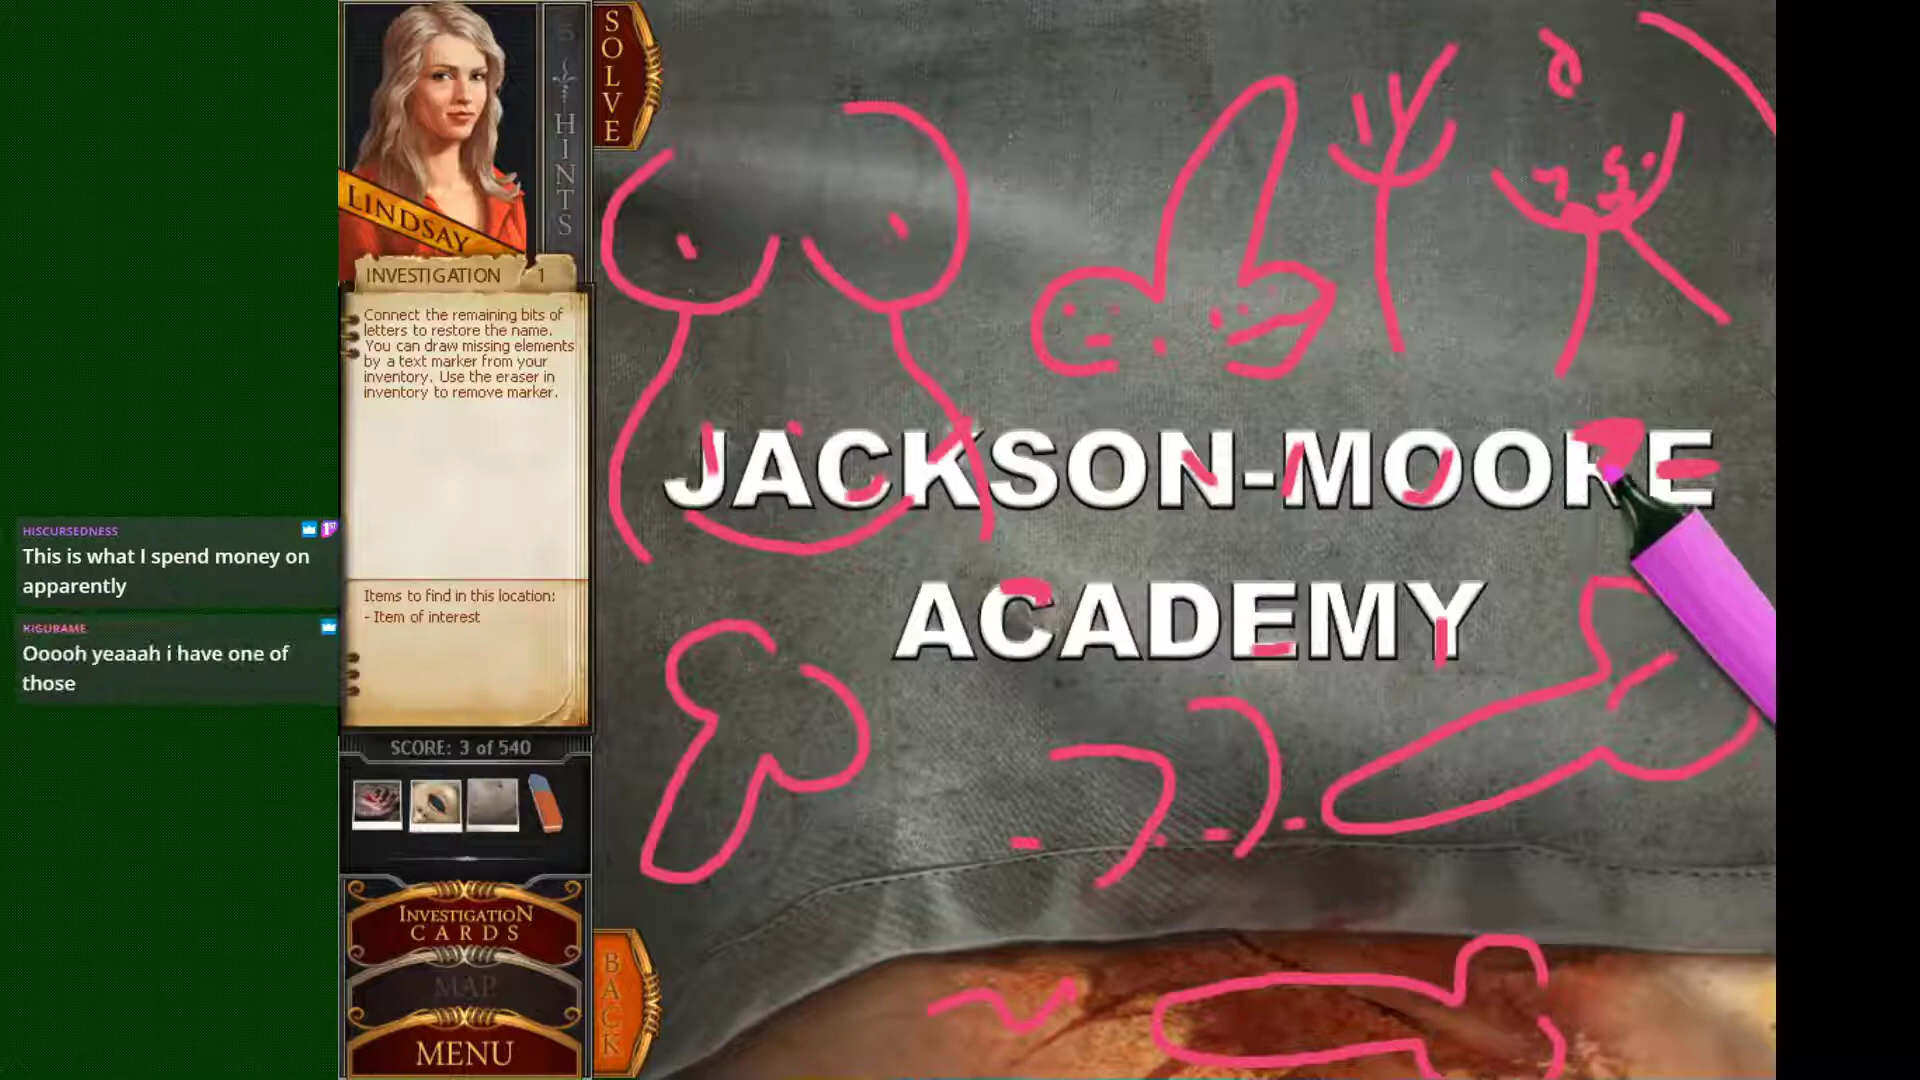 SOLVE
HINTS
LINDSAY
INVESTIGATION 1
Connect the remaining bits of
letters to restore the name.
You can draw missing elements
by a text marker from your
inventory. Use the eraser in
inventory to remove marker.
Items to find in this location:
- Item of interest
SCORE: 3 of 540
INVESTIGATION
CARDS
MAP
MENU
BACK
JACKSON-MOORE
ACADEMY
HISCURSEDNESS
1ST
This is what I spend money on
apparently
KIGURAME
Ooooh yeaaah i have one of
those